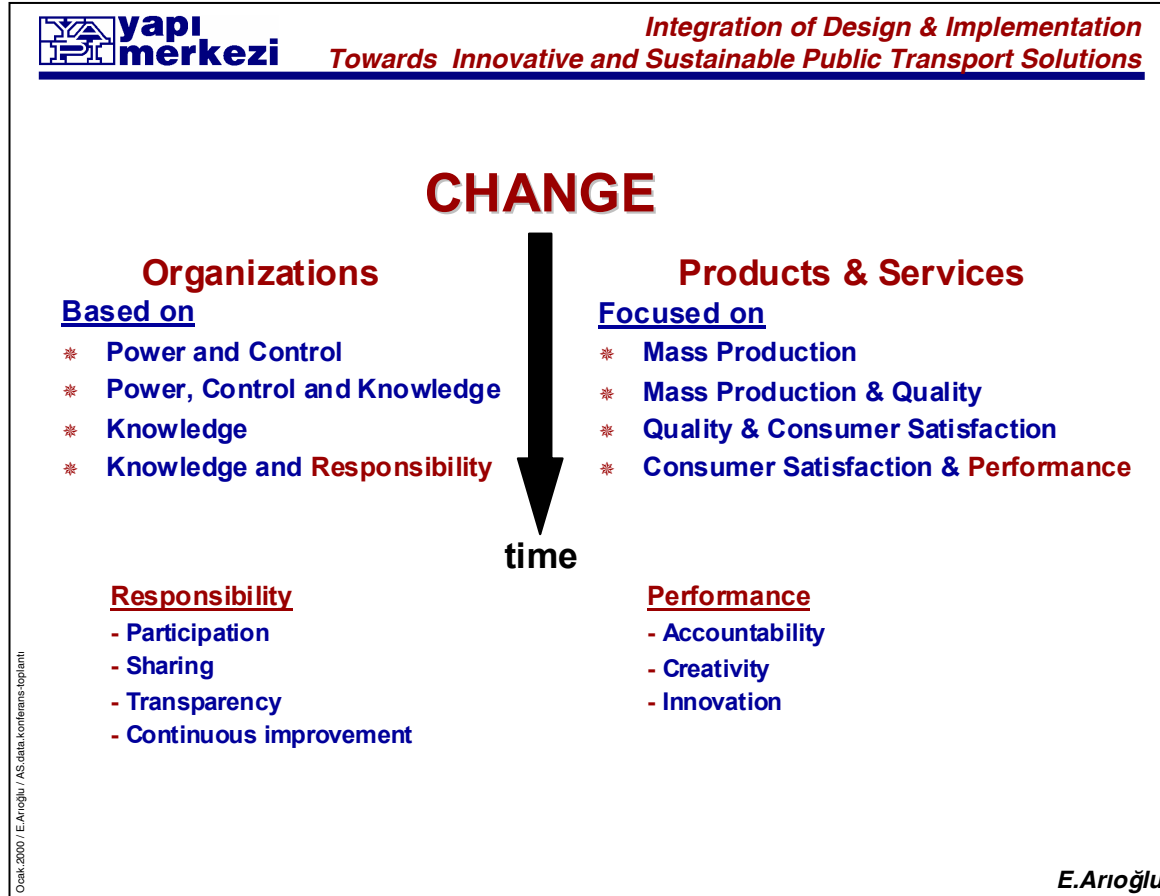 YAPI
yapı
merkezi
Integration of Design & Implementation
Towards Innovative and Sustainable Public Transport Solutions
CHANGE
Organizations
Based on
Power and Control
Power, Control and Knowledge
Knowledge
Knowledge and Responsibility
Products & Services
Focused on
Mass Production
Mass Production & Quality
Quality & Consumer Satisfaction
Consumer Satisfaction & Performance
time
Responsibility
- Participation
- Sharing
- Transparency
- Continuous improvement
Performance
- Accountability
- Creativity
- Innovation
Ocak.2000 / E.Arıoğlu / AS.data.konferans-toplantı
E.Arıoğlu